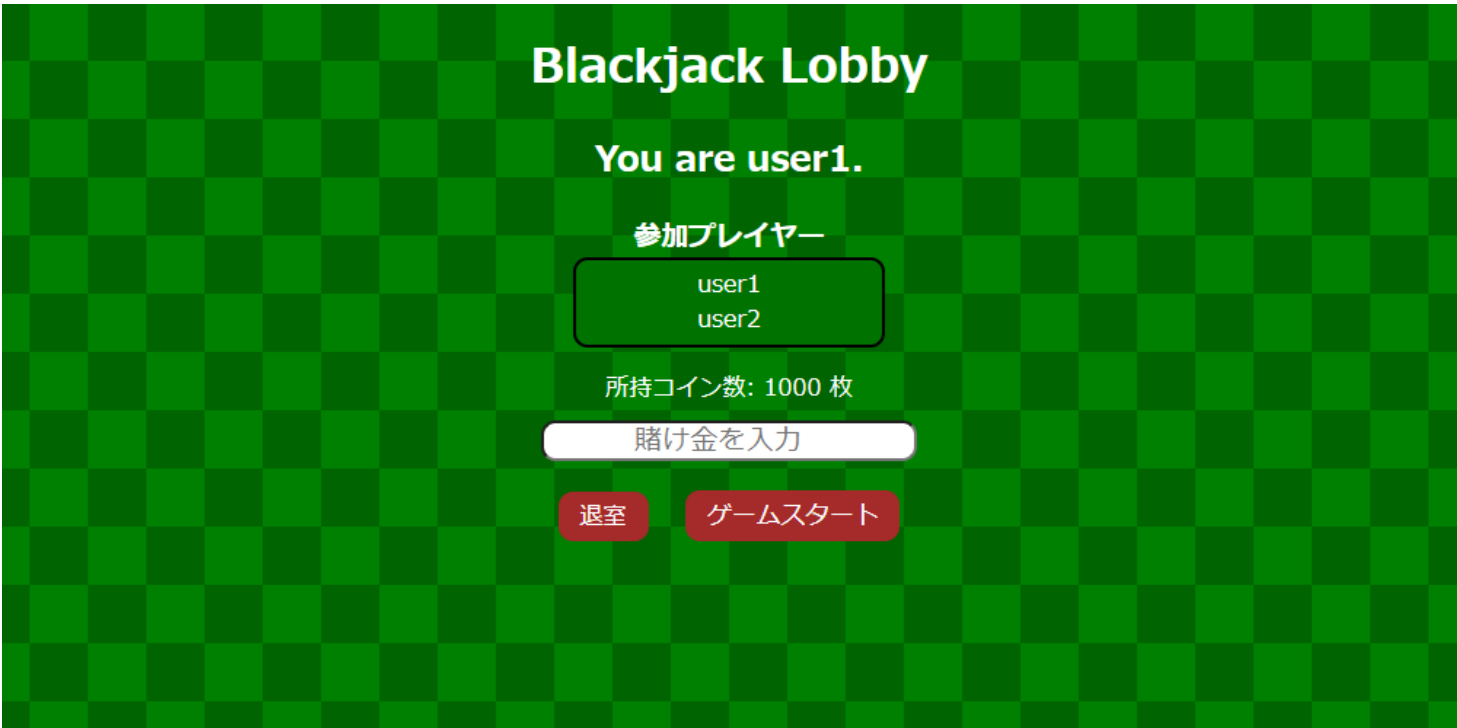 Blackjack Lobby
You are user1.
参加プレイヤー
user1
user2
所持コイン数: 1000 枚
賭け金を入力
退室 ゲームスタート